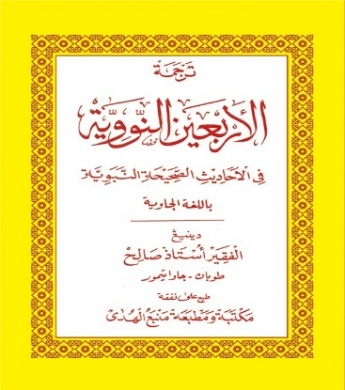 ترجمة
الأربعين النووية
في الأحاديث الصحيحة النبوية
باللغة الجاوية
دينيڠ
الفقير أستاذ صالح
طوبان - جاوا تيمور
طبع على نفقة
مكتبة ومطبعة منبع الهدى